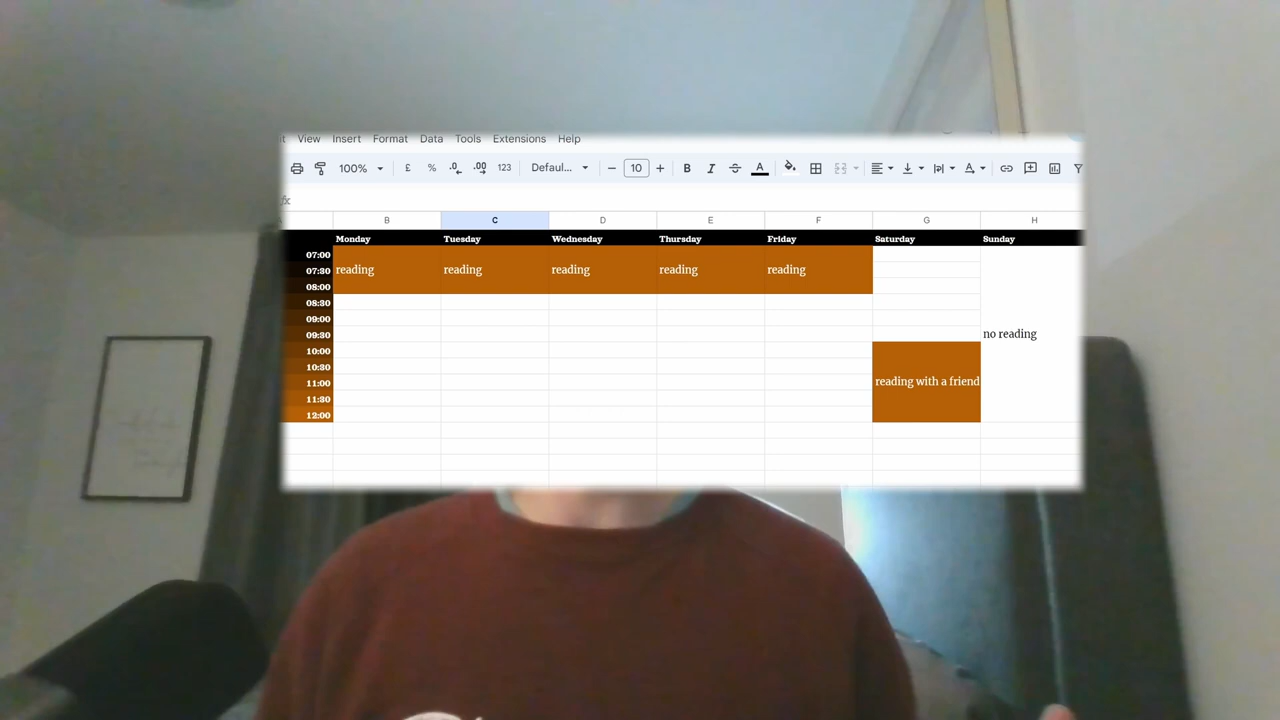 View Insert Format Data Tools Extensions Help
100% £ % .0 .00 123 Defaul... 10 B I A
fx
B C D E F G H
Monday Tuesday Wednesday Thursday Friday Saturday Sunday
07:00
07:30 reading reading reading reading reading
08:00
08:30
09:00
09:30 no reading
10:00
10:30
11:00 reading with a friend
11:30
12:00